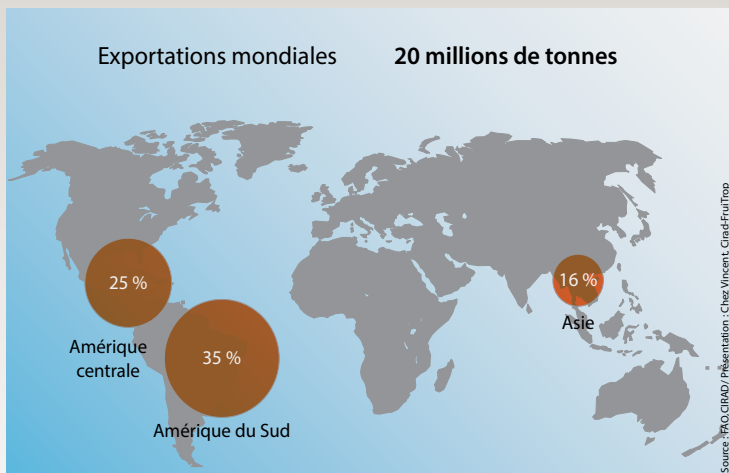 Exportations mondiales 20 millions de tonnes
25 %
16 %
Asie
Amérique
centrale
35 %
Amérique du Sud
Source : FAO,CIRAD/ Présentation : Chez Vincent, Cirad-FruiTrop